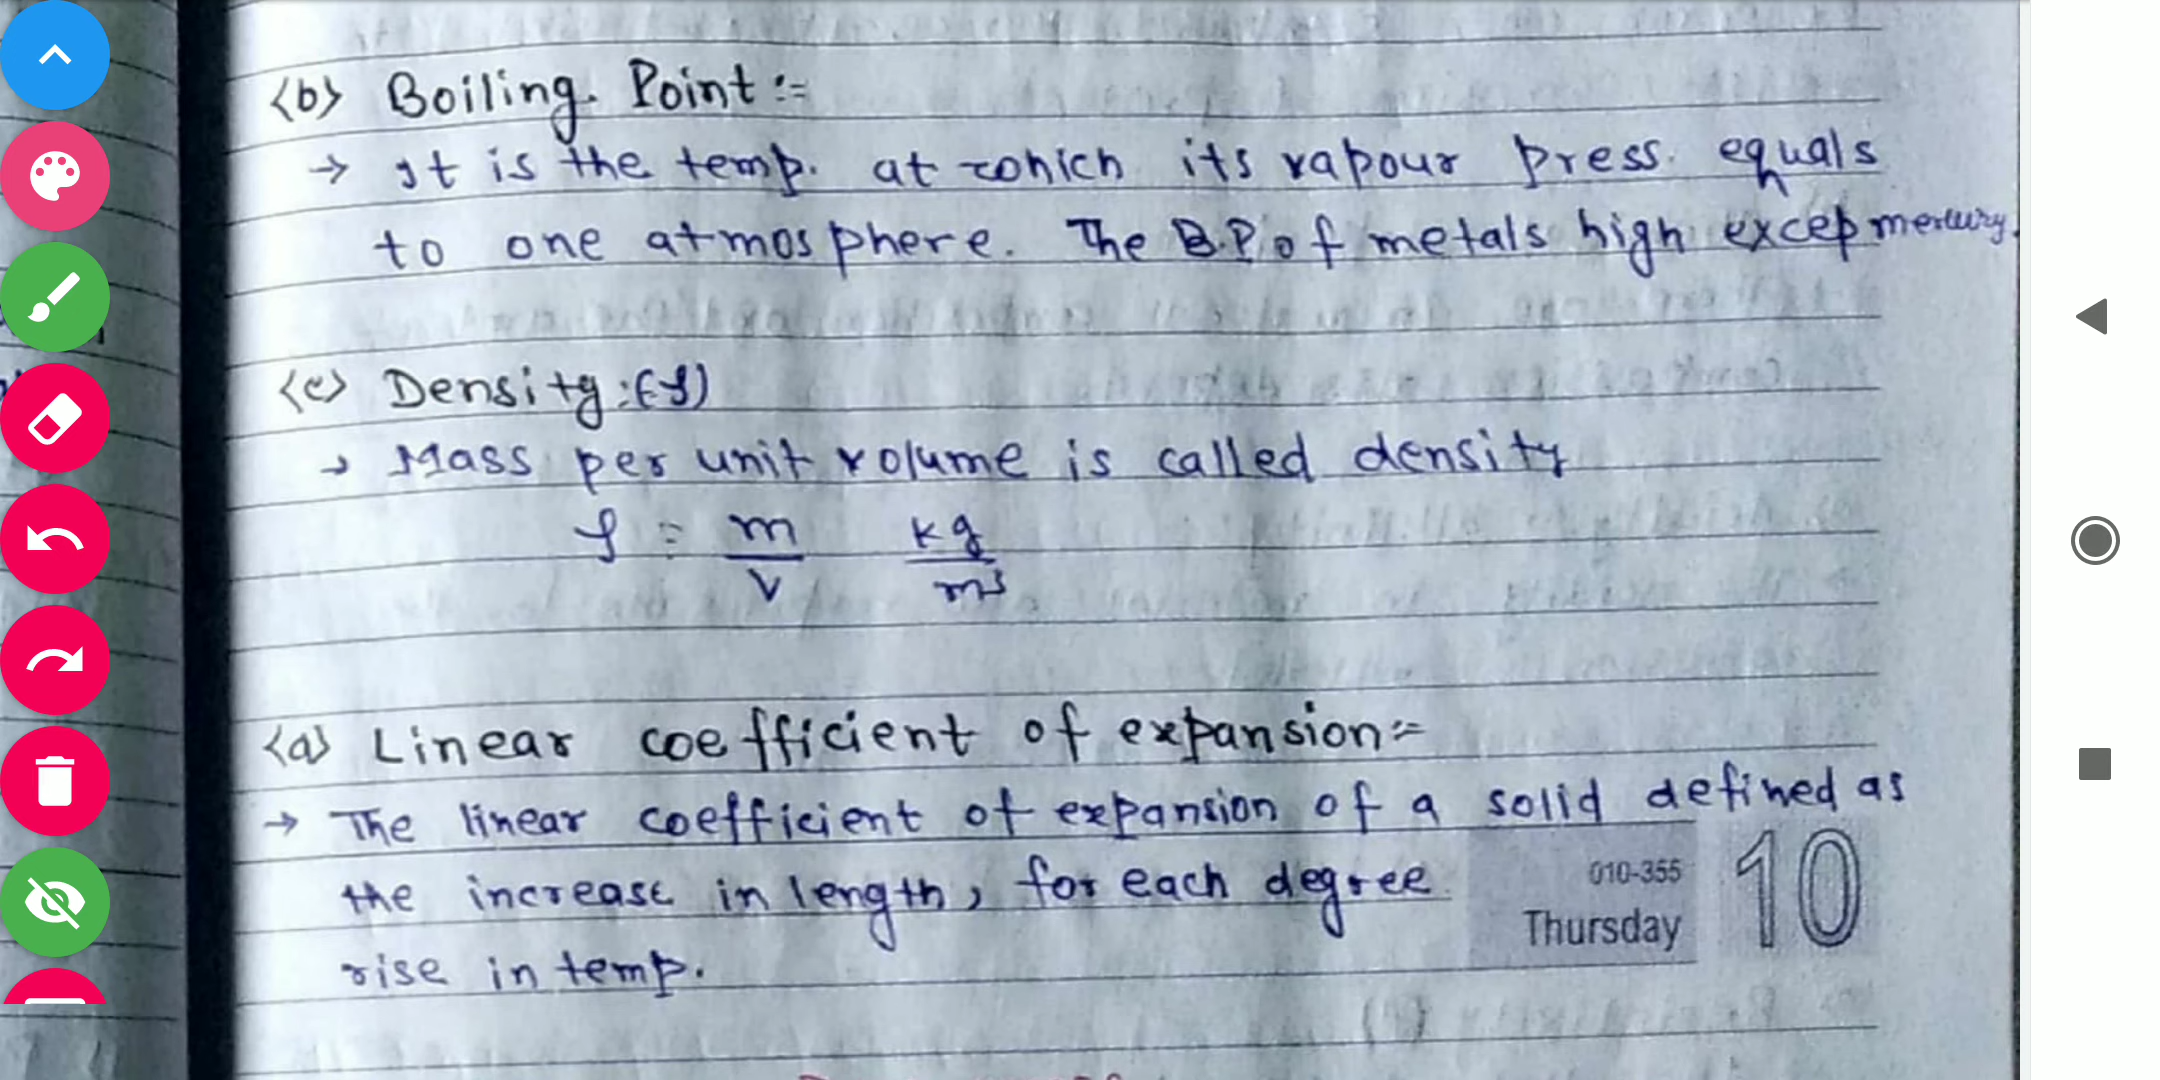 <b> Boiling Point :=
→ It is the temp. at which its vapour press. equals
to one atmosphere. The B.P. of metals high excep mercury.
<c> Density :(ρ)
→ Mass per unit volume is called density
ρ = m/v kg/m³
<a> Linear coefficient of expansion :=
→ The linear coefficient of expansion of a solid defined as
the increase in length, for each degree
010-355
Thursday
10
rise in temp.